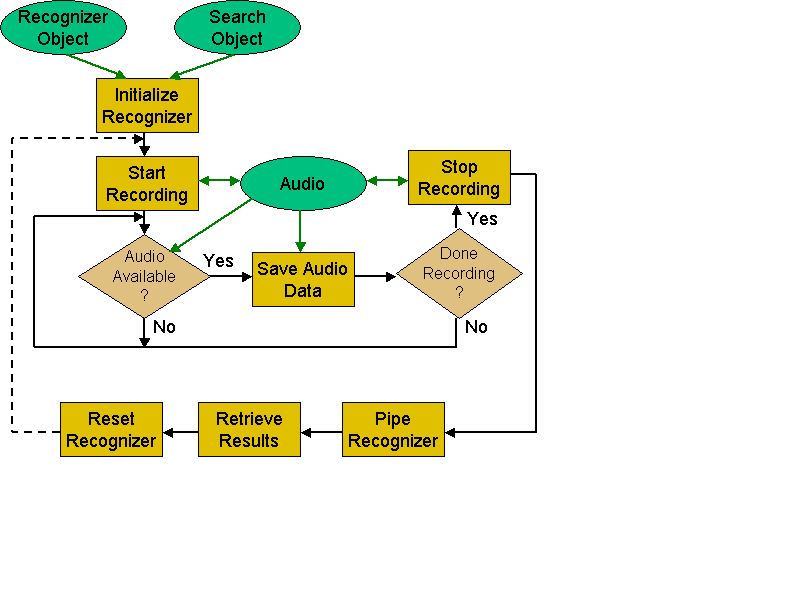 Recognizer
Object
Search
Object
Initialize
Recognizer
Start
Recording
Audio
Stop
Recording
Yes
Audio
Available
?
Yes
Save Audio
Data
Done
Recording
?
No
No
Reset
Recognizer
Retrieve
Results
Pipe
Recognizer